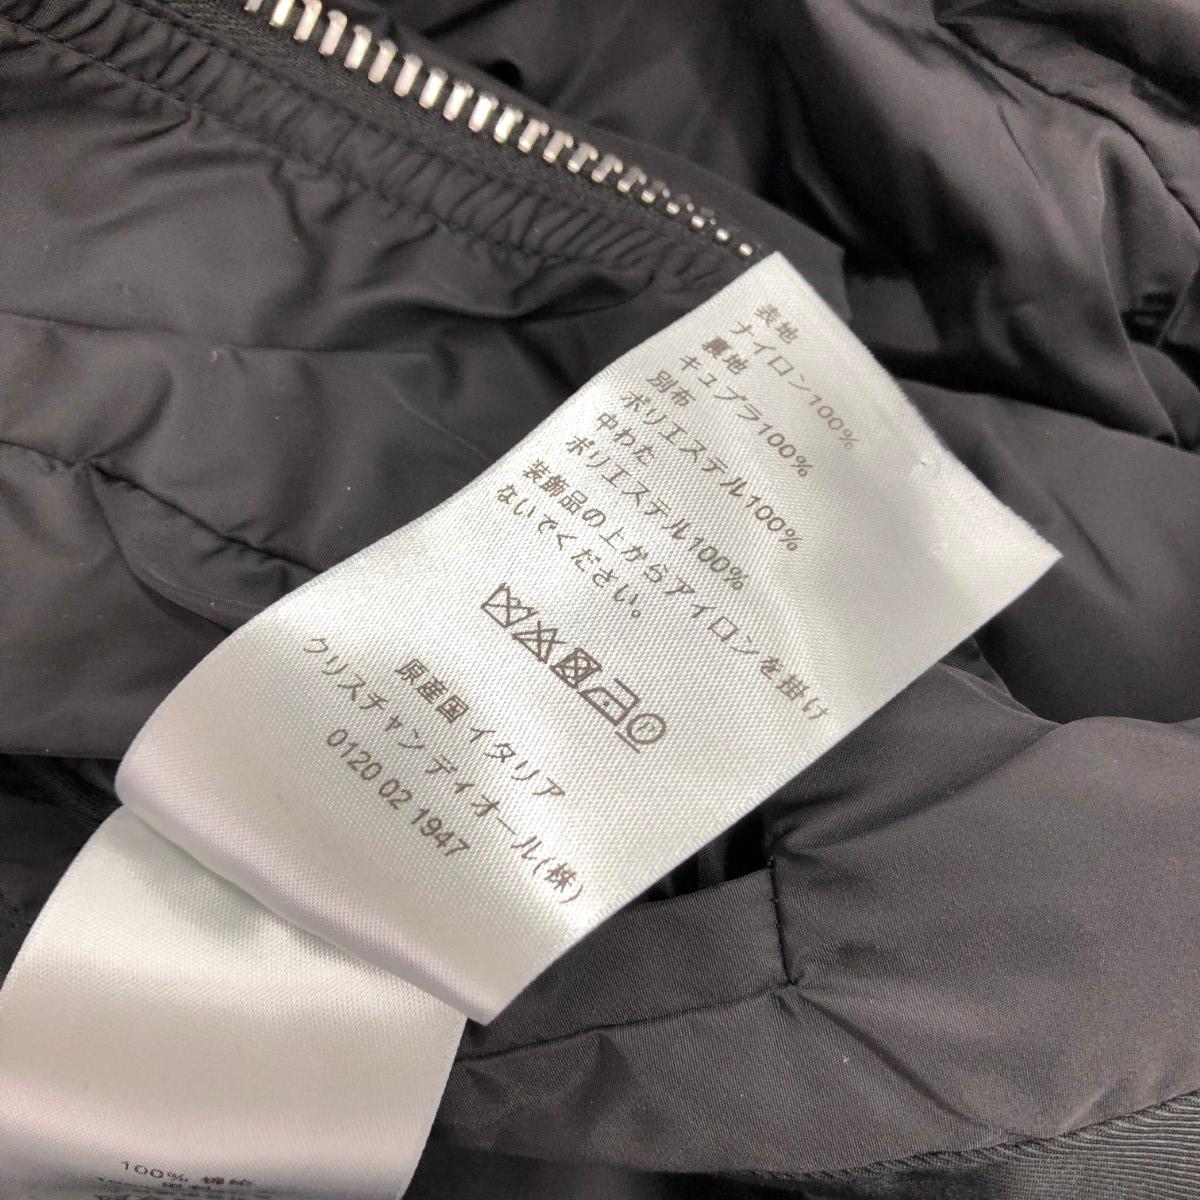 表地
ナイロン100%
裏地
キュプラ100%
別布
ポリエステル100%
中わた
ポリエステル100%
装飾品の上からアイロンを掛け
ないでください。
P
原産国 イタリア
クリスチャン ディオール(株)
0120 02 1947
100% 棉